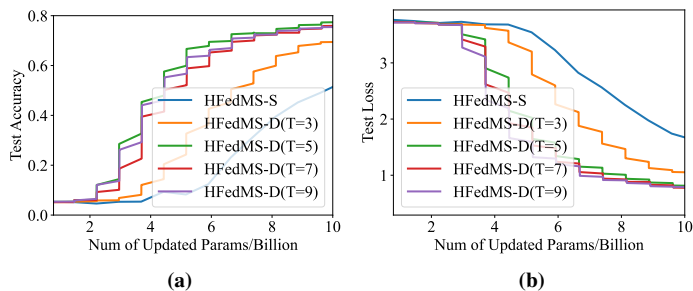 0.8
0.6
0.4
0.2
0.0
Test Accuracy
HFedMS-S
HFedMS-D(T=3)
HFedMS-D(T=5)
HFedMS-D(T=7)
HFedMS-D(T=9)
2 4 6 8 10
Num of Updated Params/Billion
(a)
3
2
1
Test Loss
HFedMS-S
HFedMS-D(T=3)
HFedMS-D(T=5)
HFedMS-D(T=7)
HFedMS-D(T=9)
2 4 6 8 10
Num of Updated Params/Billion
(b)